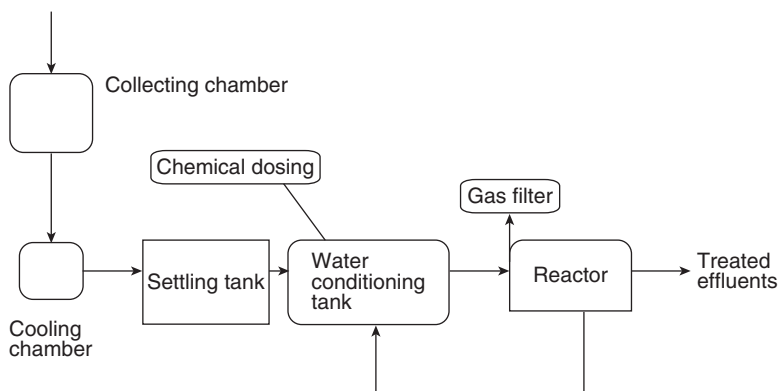 Collecting chamber
Chemical dosing
Gas filter
Settling tank
Water
conditioning
tank
Reactor
Treated
effluents
Cooling
chamber